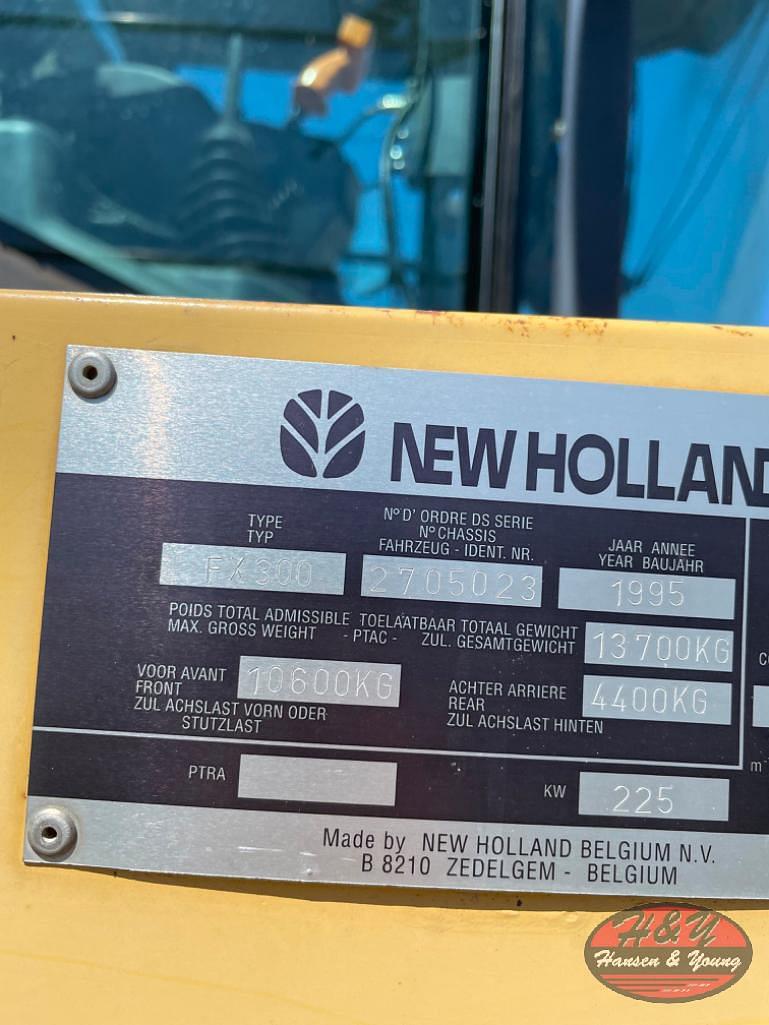 NEW HOLLAN
TYPE
TYP
FX300
N° D' ORDRE DS SERIE
N° CHASSIS
FAHRZEUG - IDENT. NR.
2705023
JAAR ANNEE
YEAR BAUJAHR
1995
POIDS TOTAL ADMISSIBLE TOELAATBAAR TOTAAL GEWICHT
MAX. GROSS WEIGHT - PTAC - ZUL. GESAMTGEWICHT
13700KG
VOOR AVANT
FRONT
ZUL ACHSLAST VORN ODER
STUTZLAST
10600KG
ACHTER ARRIERE
REAR
ZUL ACHSLAST HINTEN
4400KG
PTRA
KW
225
m
Made by NEW HOLLAND BELGIUM N.V.
B 8210 ZEDELGEM - BELGIUM
H&Y
Hansen & Young